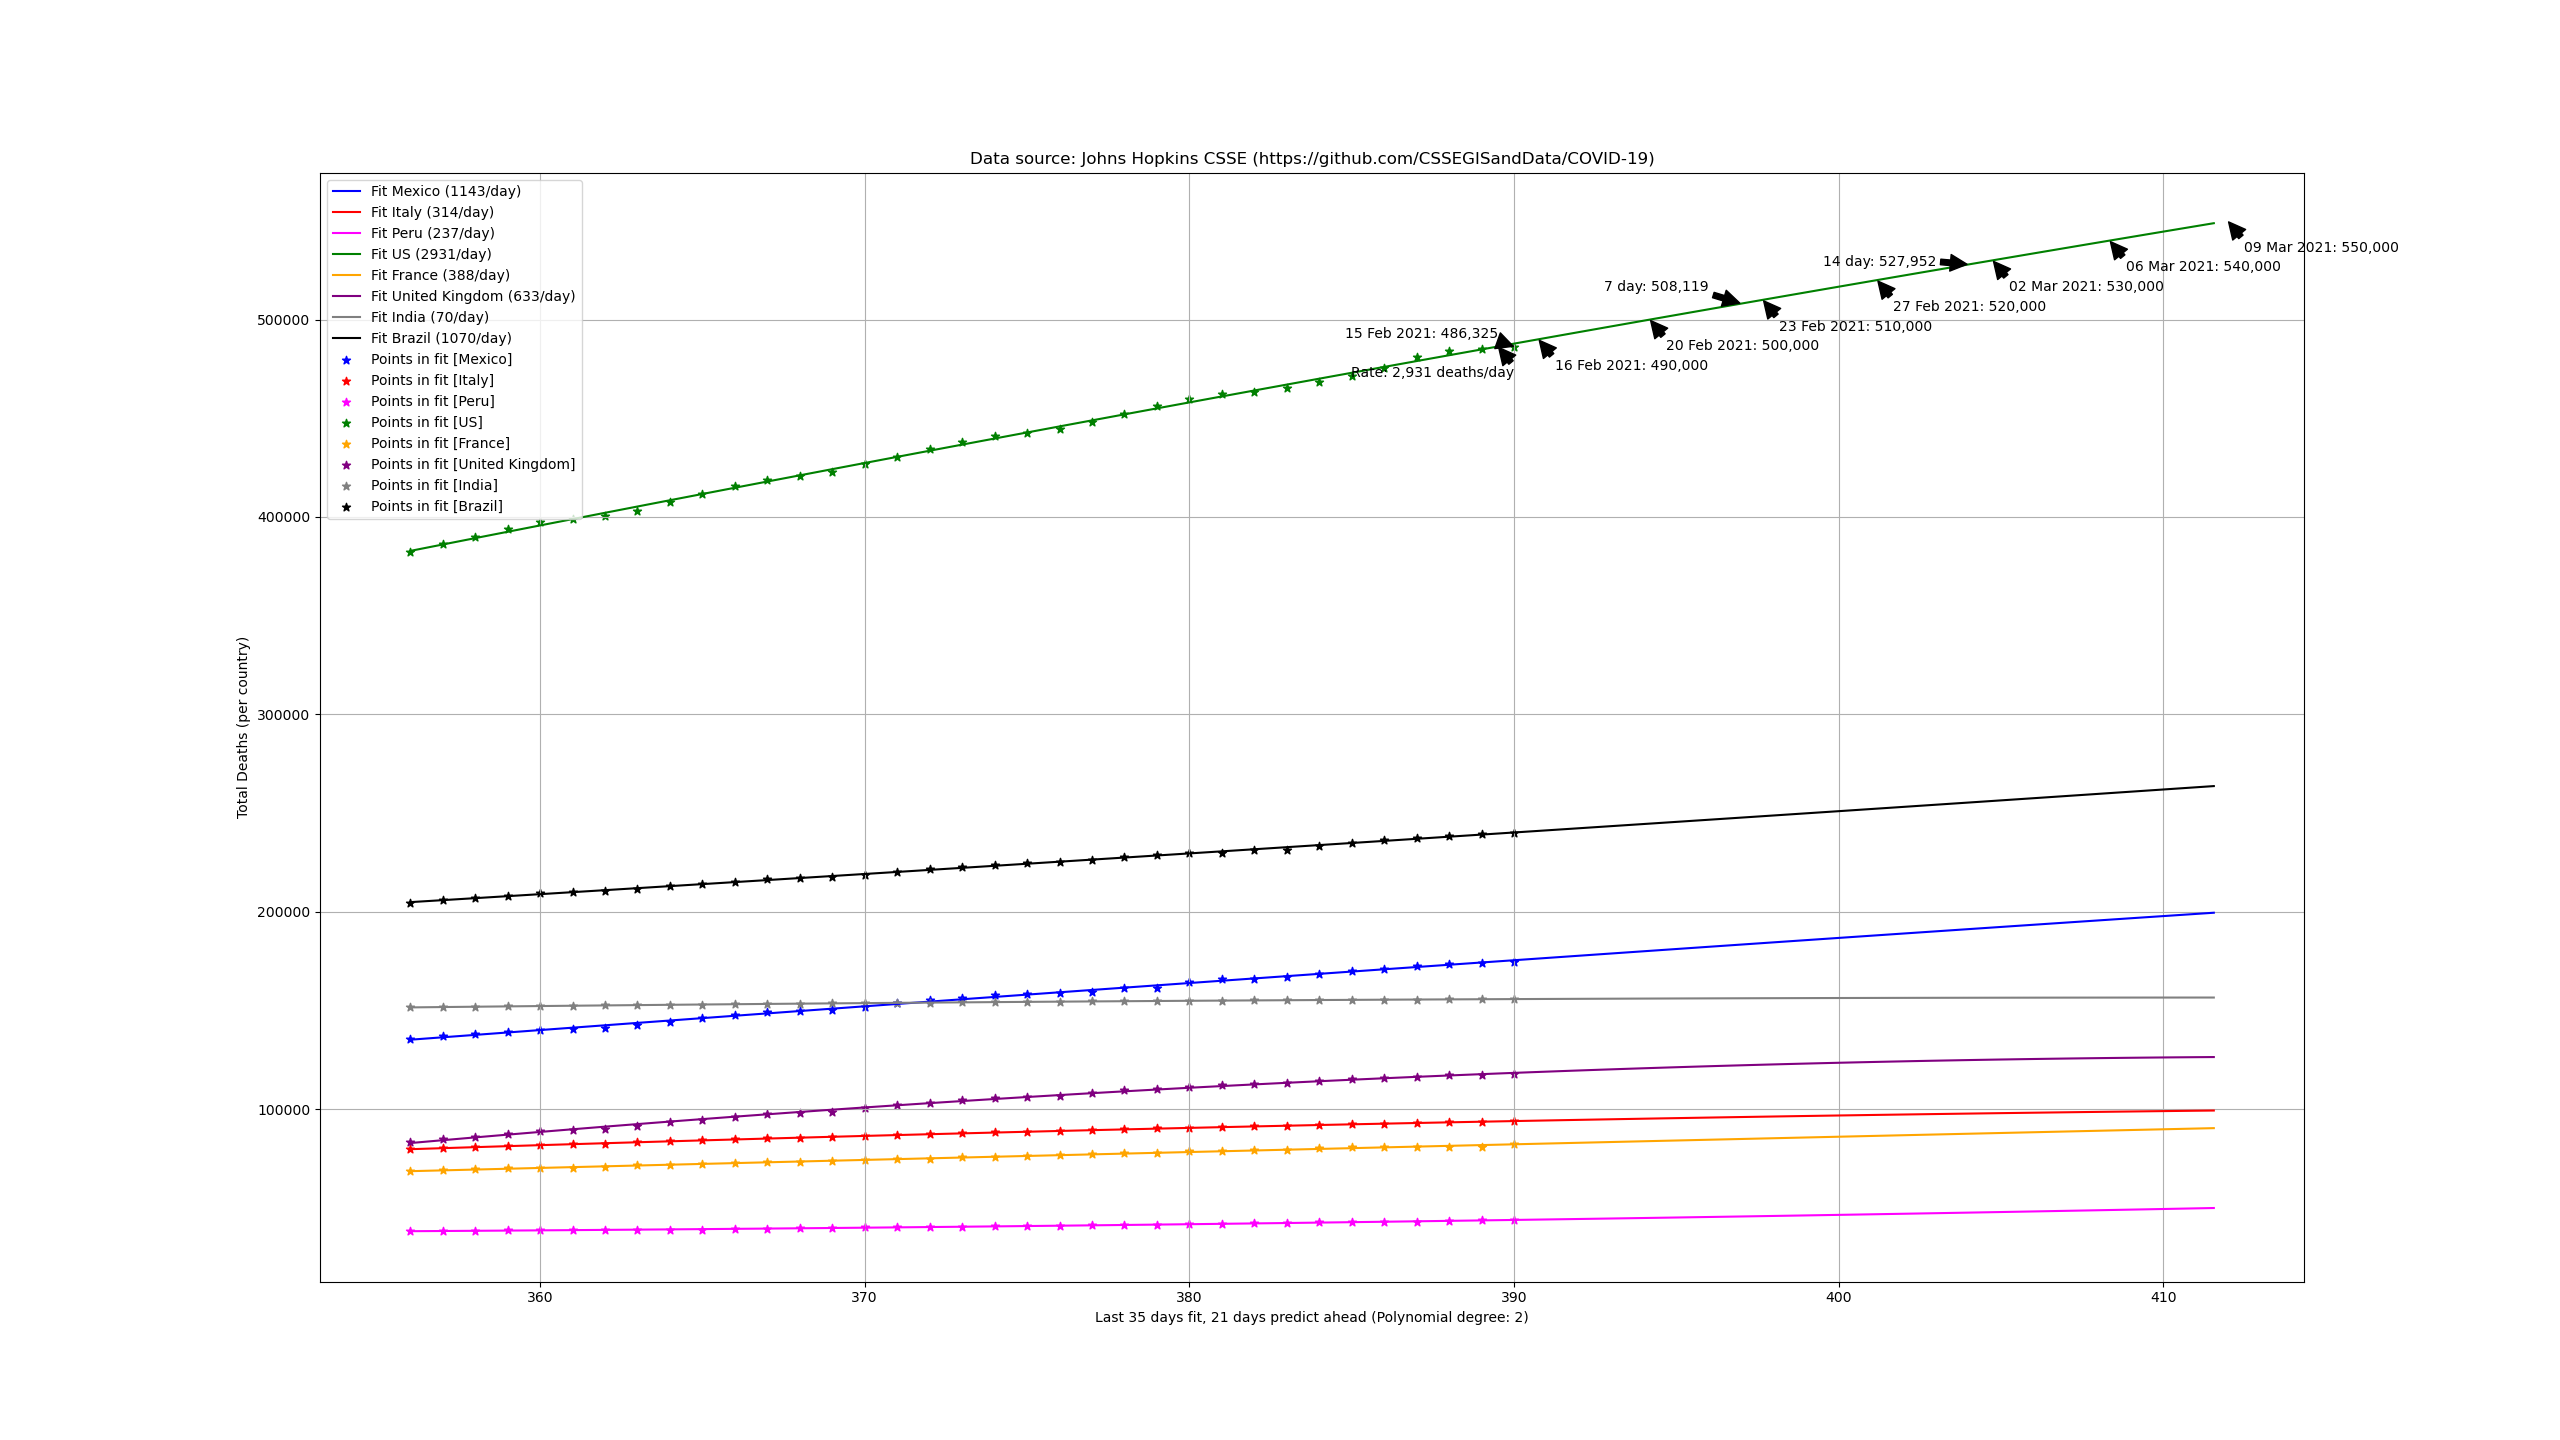 Data source: Johns Hopkins CSSE (https://github.com/CSSEGISandData/COVID-19)
Fit Mexico (1143/day)
Fit Italy (314/day)
Fit Peru (237/day)
Fit US (2931/day)
Fit France (388/day)
Fit United Kingdom (633/day)
Fit India (70/day)
Fit Brazil (1070/day)
Points in fit [Mexico]
Points in fit [Italy]
Points in fit [Peru]
Points in fit [US]
Points in fit [France]
Points in fit [United Kingdom]
Points in fit [India]
Points in fit [Brazil]
15 Feb 2021: 486,325
Rate: 2,931 deaths/day
7 day: 508,119
14 day: 527,952
16 Feb 2021: 490,000
20 Feb 2021: 500,000
23 Feb 2021: 510,000
27 Feb 2021: 520,000
02 Mar 2021: 530,000
06 Mar 2021: 540,000
09 Mar 2021: 550,000
Total Deaths (per country)
500000
400000
300000
200000
100000
360 370 380 390 400 410
Last 35 days fit, 21 days predict ahead (Polynomial degree: 2)